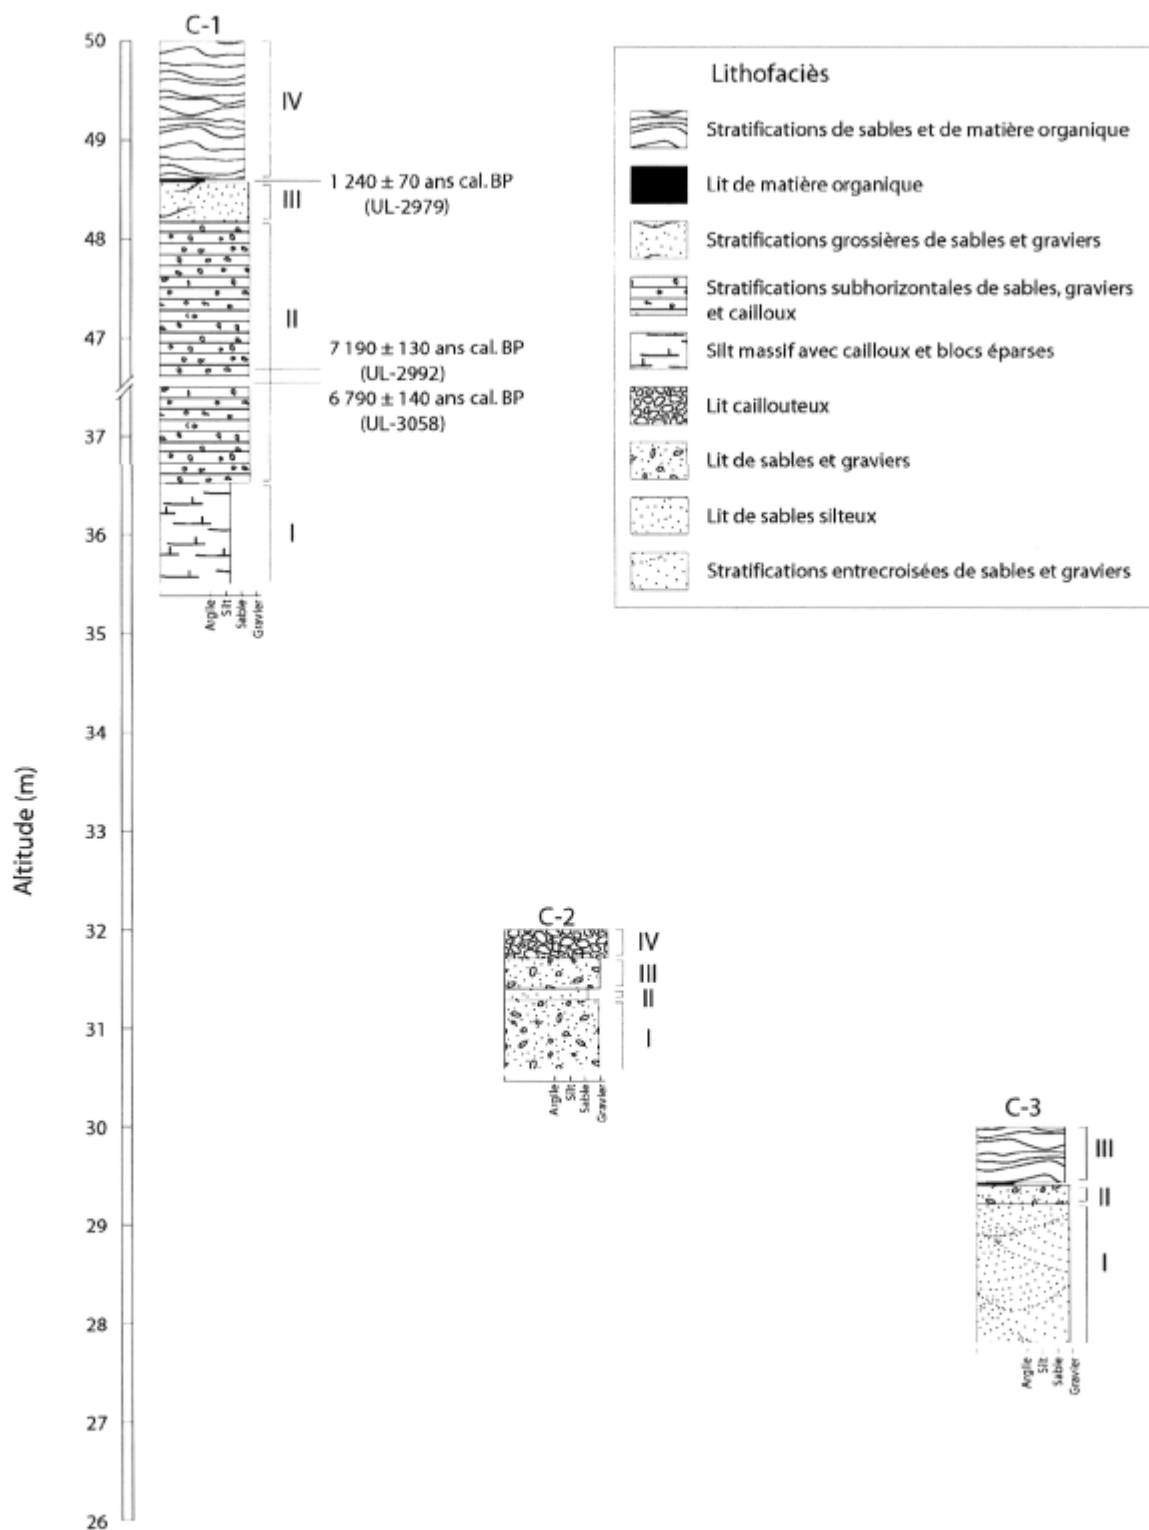 C-1
50
49
48
47
37
36
35
34
33
32
31
30
29
28
27
26
Altitude (m)
IV
III
II
I
1 240 ± 70 ans cal. BP
(UL-2979)
7 190 ± 130 ans cal. BP
(UL-2992)
6 790 ± 140 ans cal. BP
(UL-3058)
Argile
Silt
Sable
Gravier
Lithofaciès
Stratifications de sables et de matière organique
Lit de matière organique
Stratifications grossières de sables et graviers
Stratifications subhorizontales de sables, graviers
et cailloux
Silt massif avec cailloux et blocs éparses
Lit caillouteux
Lit de sables et graviers
Lit de sables silteux
Stratifications entrecroisées de sables et graviers
C-2
IV
III
II
I
Argile
Silt
Sable
Gravier
C-3
III
II
I
Argile
Silt
Sable
Gravier